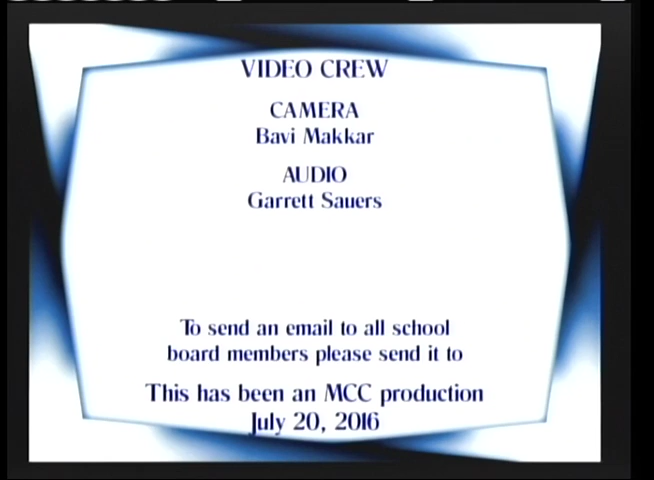 VIDEO CREW
CAMERA
Bavi Makkar
AUDIO
Garrett Sauers
To send an email to all school
board members please send it to
This has been an MCC production
July 20, 2016